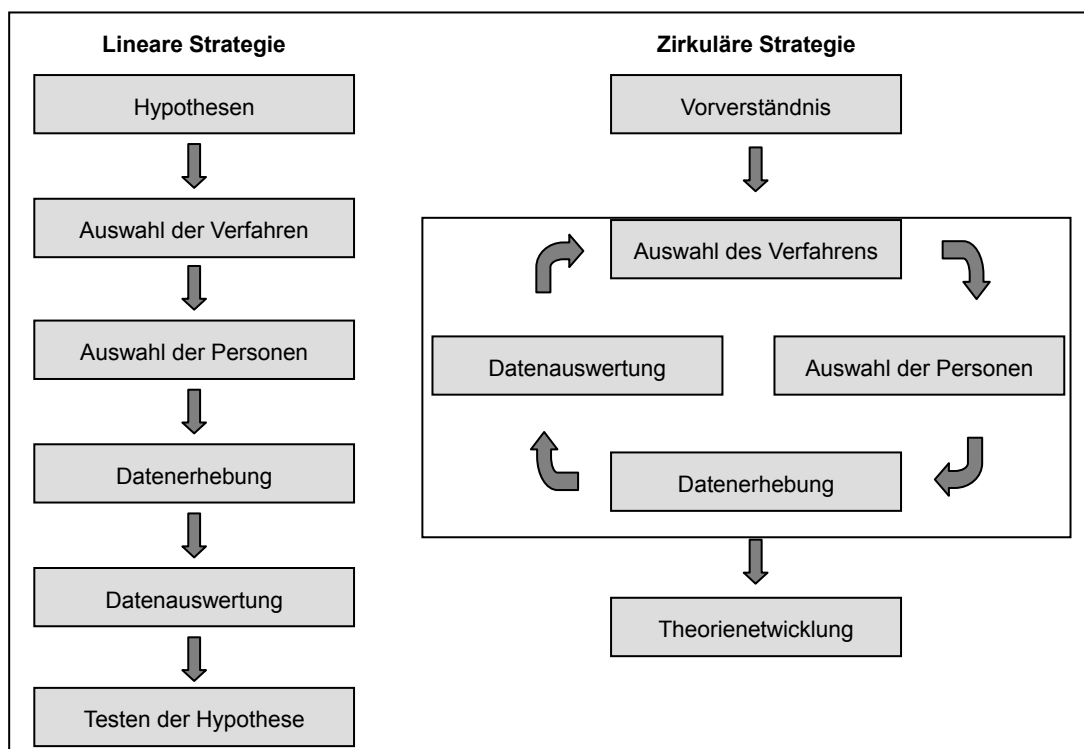 Lineare Strategie
Hypothesen
Auswahl der Verfahren
Auswahl der Personen
Datenerhebung
Datenauswertung
Testen der Hypothese
Zirkuläre Strategie
Vorverständnis
Auswahl des Verfahrens
Datenauswertung
Auswahl der Personen
Datenerhebung
Theorienetwicklung